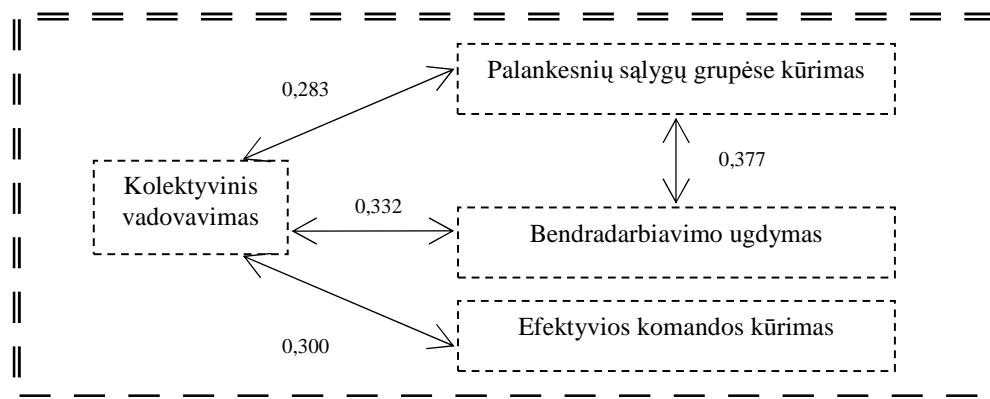 Palankesnių sąlygų grupėse kūrimas
0,283
0,377
Kolektyvinis
vadovavimas
0,332
Bendradarbiavimo ugdymas
Efektyvios komandos kūrimas
0,300